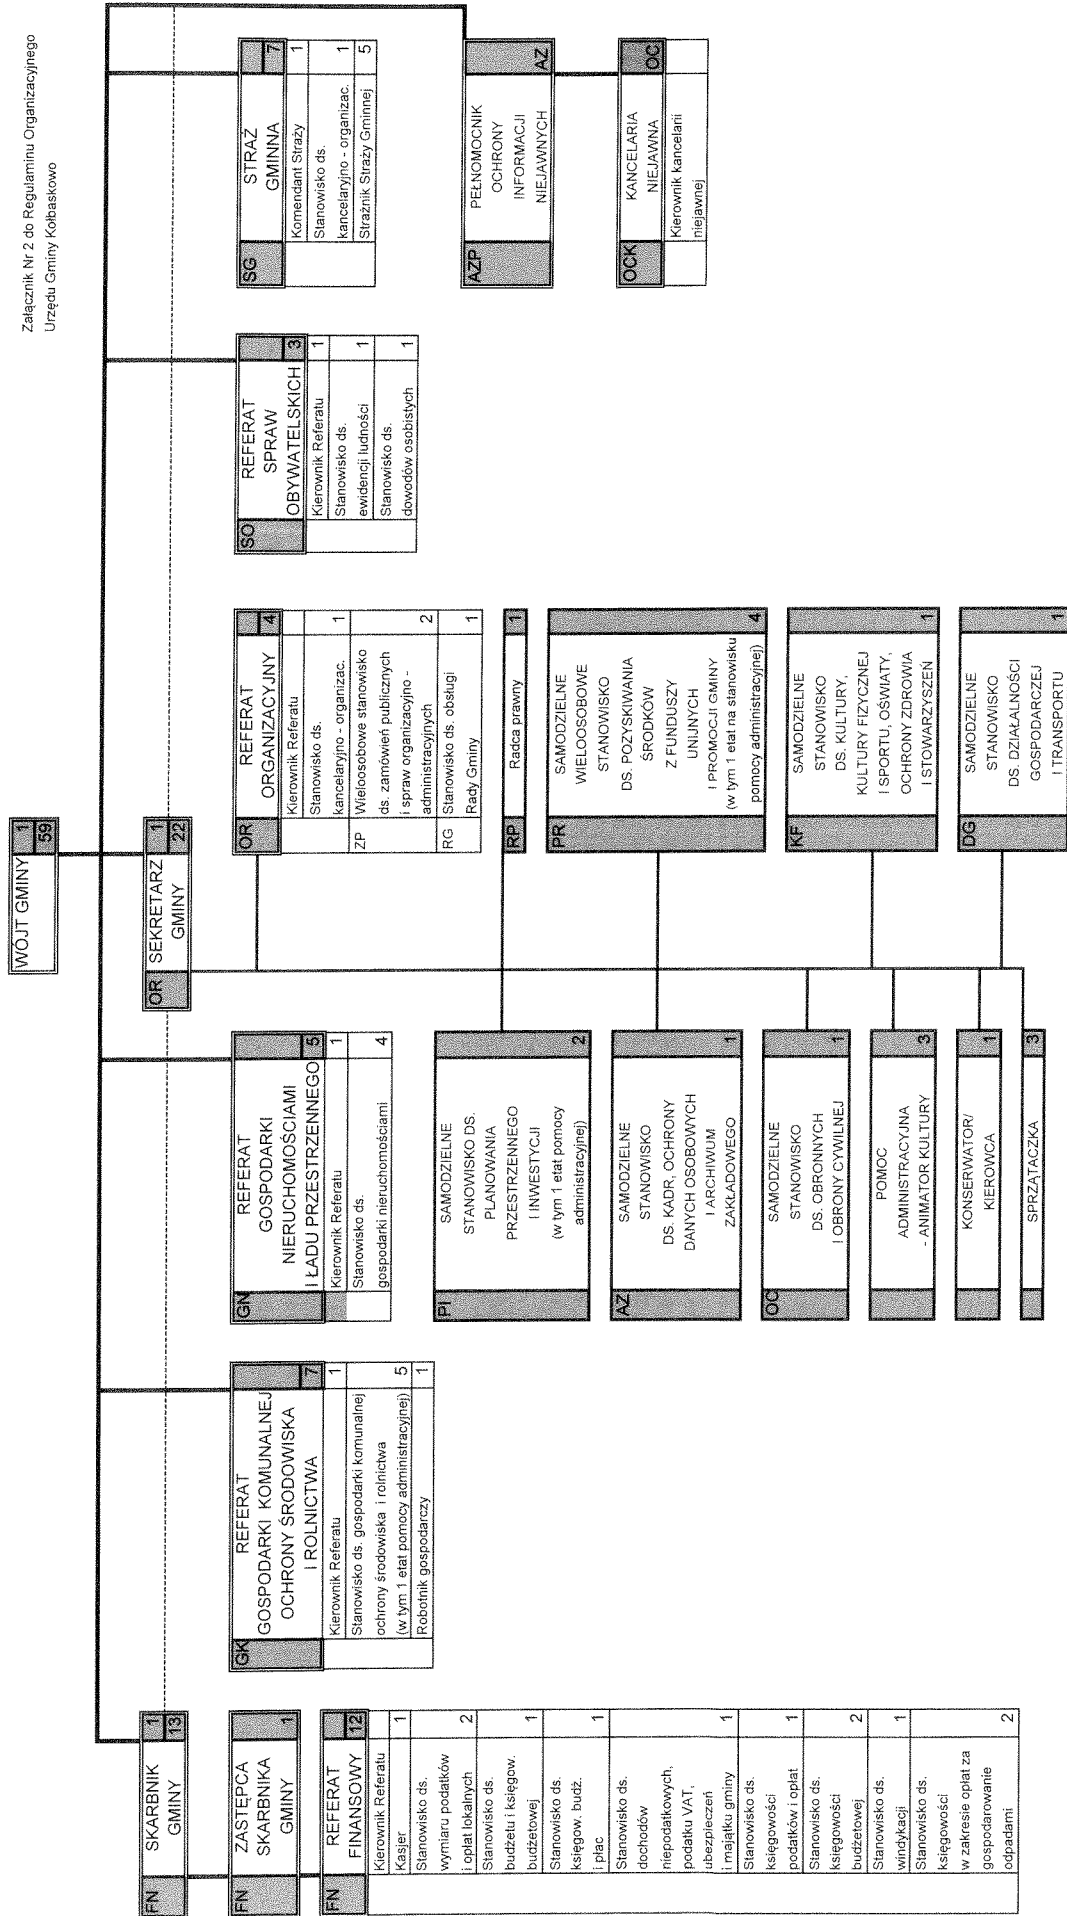 Załącznik Nr 2 do Regulaminu Organizacyjnego
Urzędu Gminy Kołbaskowo
WÓJT GMINY 1
59
OR SEKRETARZ 1
GMINY 22
FN SKARBNIK 1
GMINY 13
FN ZASTĘPCA
SKARBNIKA
GMINY 1
FN REFERAT
FINANSOWY 12
Kierownik Referatu
Kasjer 1
Stanowisko ds.
wymiaru podatków
i opłat lokalnych 2
Stanowisko ds.
budżetu i księgow.
budżetowej 1
Stanowisko ds.
księgow. budż.
i płac 1
Stanowisko ds.
dochodów
niepodatkowych,
podatku VAT,
ubezpieczeń
i majątku gminy 1
Stanowisko ds.
księgowości
podatków i opłat 1
Stanowisko ds.
księgowości
budżetowej 2
Stanowisko ds.
windykacji 1
Stanowisko ds.
księgowości
w zakresie opłat za
gospodarowanie
odpadami 2
GK REFERAT
GOSPODARKI KOMUNALNEJ
OCHRONY ŚRODOWISKA
I ROLNICTWA 7
Kierownik Referatu 1
Stanowisko ds. gospodarki komunalnej
ochrony środowiska i rolnictwa
(w tym 1 etat pomocy administracyjnej) 5
Robotnik gospodarczy 1
GN REFERAT
GOSPODARKI
NIERUCHOMOŚCIAMI
I ŁADU PRZESTRZENNEGO 5
Kierownik Referatu 1
Stanowisko ds.
gospodarki nieruchomościami 4
PI SAMODZIELNE
STANOWISKO DS.
PLANOWANIA
PRZESTRZENNEGO
I INWESTYCJI
(w tym 1 etat pomocy
administracyjnej) 2
AZ SAMODZIELNE
STANOWISKO
DS. KADR, OCHRONY
DANYCH OSOBOWYCH
I ARCHIWUM
ZAKŁADOWEGO 1
OC SAMODZIELNE
STANOWISKO
DS. OBRONNYCH
I OBRONY CYWILNEJ 1
POMOC
ADMINISTRACYJNA
- ANIMATOR KULTURY 3
KONSERWATOR/
KIEROWCA 1
SPRZĄTACZKA 3
OR REFERAT
ORGANIZACYJNY 4
Kierownik Referatu
Stanowisko ds.
kancelaryjno - organizac. 1
ZP Wieloosobowe stanowisko
ds. zamówień publicznych
i spraw organizacyjno -
administracyjnych 2
RG Stanowisko ds. obsługi
Rady Gminy 1
RP Radca prawny 1
PR SAMODZIELNE
WIELOOSOBOWE
STANOWISKO
DS. POZYSKIWANIA
ŚRODKÓW
Z FUNDUSZY
UNIJNYCH
I PROMOCJI GMINY
(w tym 1 etat na stanowisku
pomocy administracyjnej) 4
KF SAMODZIELNE
STANOWISKO
DS. KULTURY,
KULTURY FIZYCZNEJ
I SPORTU, OŚWIATY,
OCHRONY ZDROWIA
I STOWARZYSZEŃ 1
DG SAMODZIELNE
STANOWISKO
DS. DZIAŁALNOŚCI
GOSPODARCZEJ
I TRANSPORTU 1
SO REFERAT
SPRAW
OBYWATELSKICH 3
Kierownik Referatu 1
Stanowisko ds.
ewidencji ludności 1
Stanowisko ds.
dowodów osobistych 1
SG STRAŻ
GMINNA 7
Komendant Straży 1
Stanowisko ds.
kancelaryjno - organizac. 1
Strażnik Straży Gminnej 5
AZP PEŁNOMOCNIK
OCHRONY
INFORMACJI
NIEJAWNYCH AZ
OCK KANCELARIA
NIEJAWNA OC
Kierownik kancelarii
niejawnej